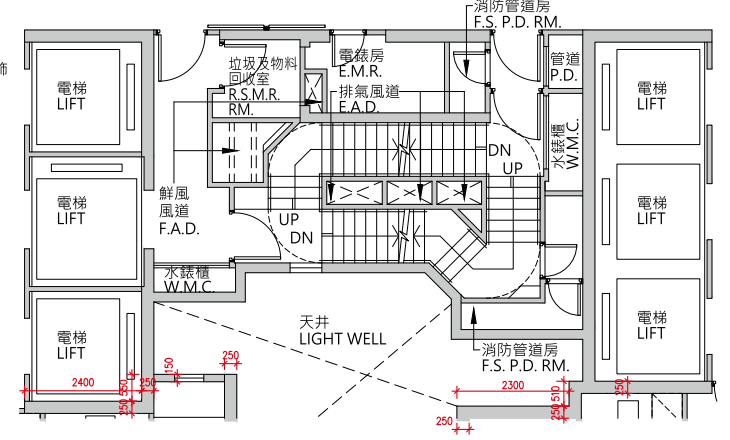 消防管道房
F.S. P.D. RM.
飾
垃圾及物料
回收室
R.S.M.R.
RM.
電錶房
E.M.R.
管道
P.D.
電梯
LIFT
排氣風道
E.A.D.
電梯
LIFT
水錶櫃
W.M.C.
DN
UP
鮮風
風道
F.A.D.
電梯
LIFT
UP
DN
電梯
LIFT
水錶櫃
W.M.C.
天井
LIGHT WELL
電梯
LIFT
電梯
LIFT
消防管道房
F.S. P.D. RM.
2400
550
250
150
250
250
2300
510
250
250
250